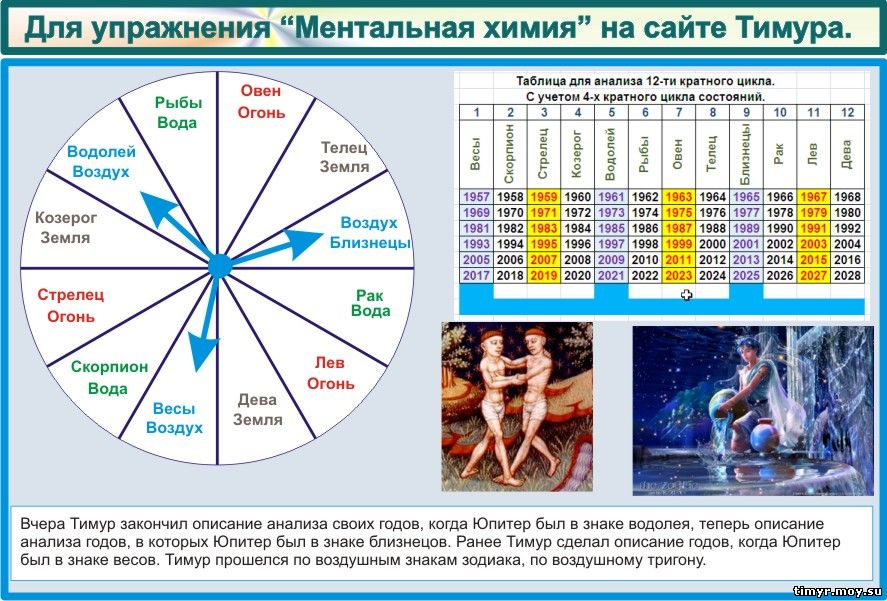 Для упражнения “Ментальная химия” на сайте Тимура.
Овен
Огонь
Телец
Земля
Воздух
Близнецы
Рак
Вода
Лев
Огонь
Дева
Земля
Весы
Воздух
Скорпион
Вода
Стрелец
Огонь
Козерог
Земля
Водолей
Воздух
Рыбы
Вода
Таблица для анализа 12-ти кратного цикла.
С учетом 4-х кратного цикла состояний.
1 2 3 4 5 6 7 8 9 10 11 12
Весы Скорпион Стрелец Козерог Водолей Рыбы Овен Телец Близнецы Рак Лев Дева
1957 1958 1959 1960 1961 1962 1963 1964 1965 1966 1967 1968
1969 1970 1971 1972 1973 1974 1975 1976 1977 1978 1979 1980
1981 1982 1983 1984 1985 1986 1987 1988 1989 1990 1991 1992
1993 1994 1995 1996 1997 1998 1999 2000 2001 2002 2003 2004
2005 2006 2007 2008 2009 2010 2011 2012 2013 2014 2015 2016
2017 2018 2019 2020 2021 2022 2023 2024 2025 2026 2027 2028
the zodiac
Вчера Тимур закончил описание анализа своих годов, когда Юпитер был в знаке водолея, теперь описание
анализа годов, в которых Юпитер был в знаке близнецов. Ранее Тимур сделал описание годов, когда Юпитер
был в знаке весов. Тимур прошелся по воздушным знакам зодиака, по воздушному тригону.
timyr.moy.su